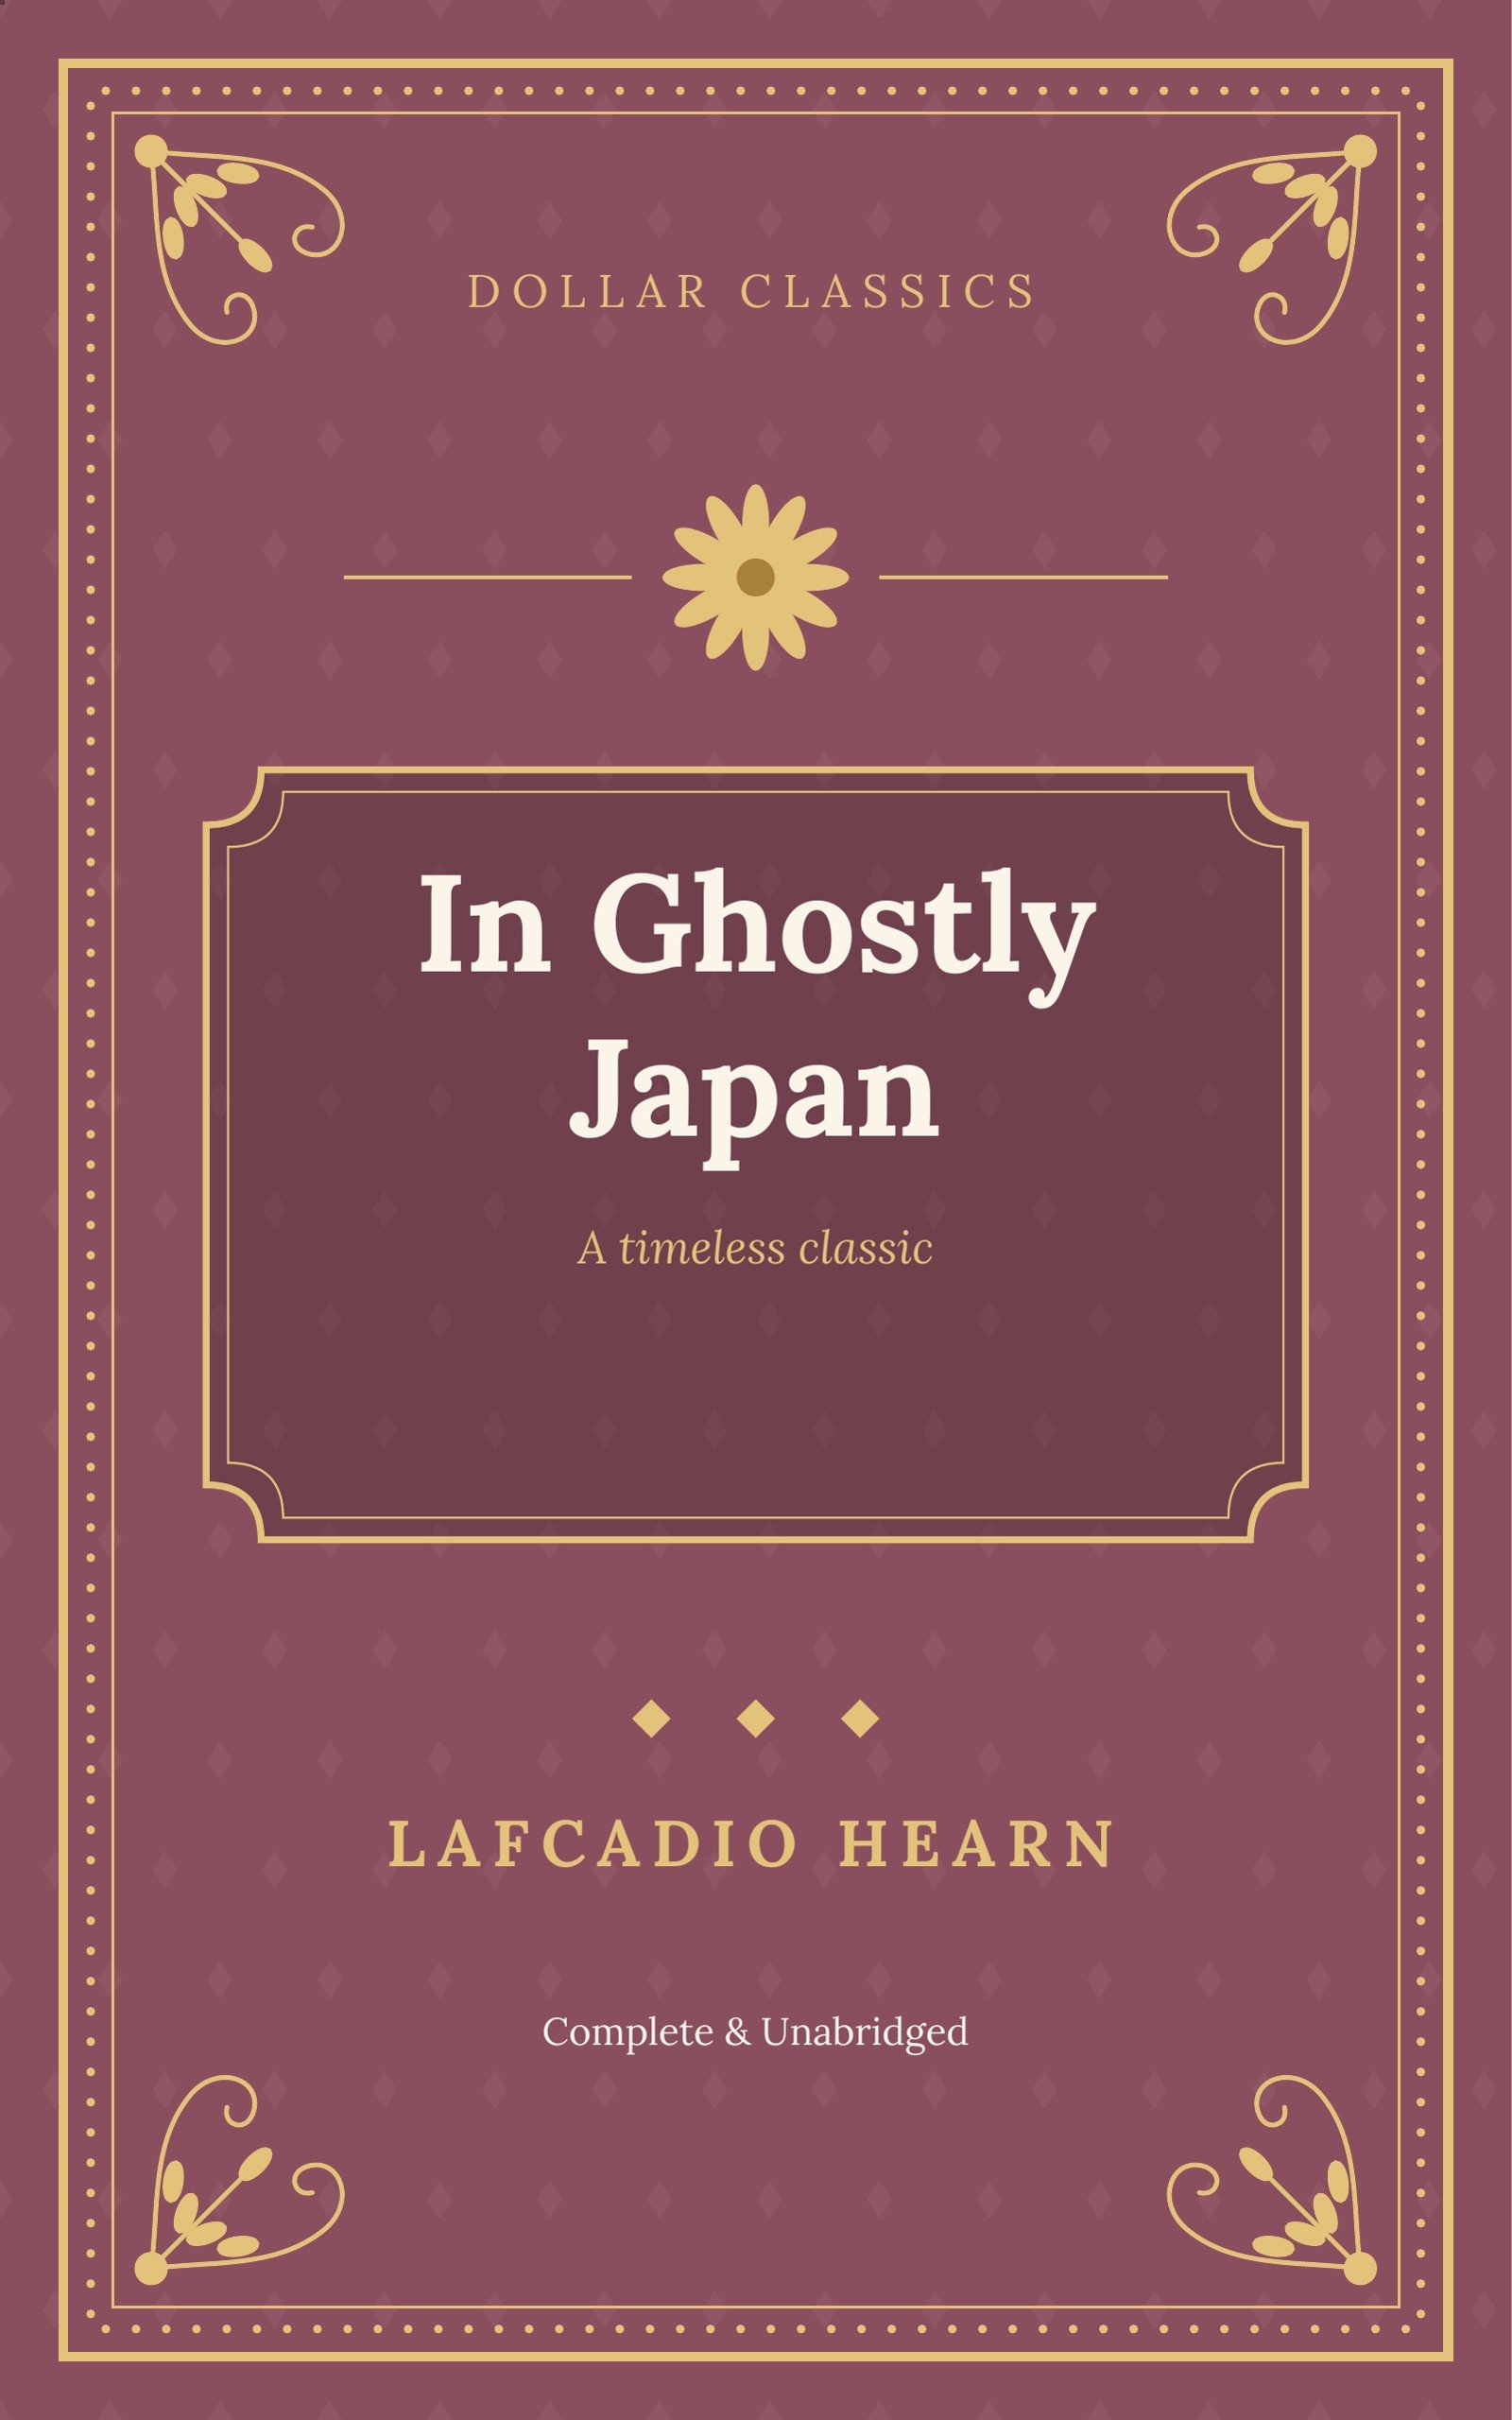 DOLLAR CLASSICS
In Ghostly
Japan
A timeless classic
LAFCADIO HEARN
Complete & Unabridged